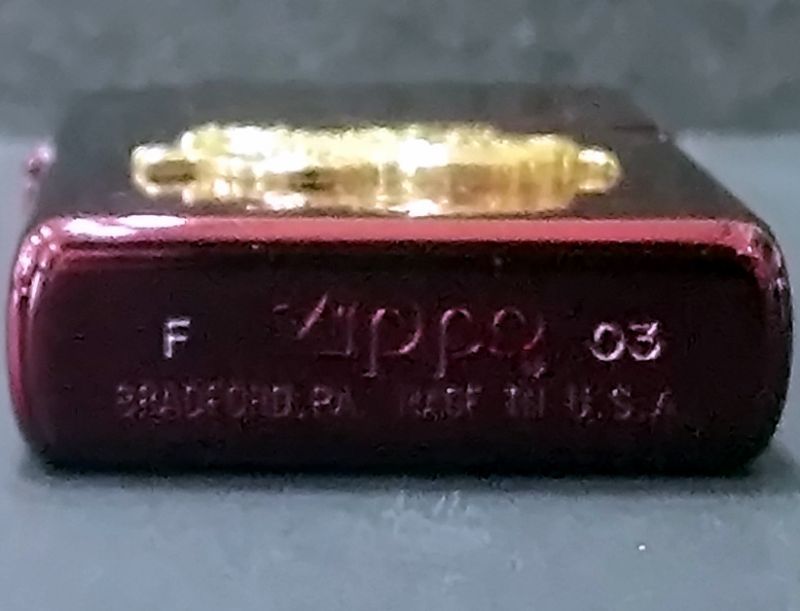 F Zippo 03
BRADFORD, PA. MADE IN U.S.A